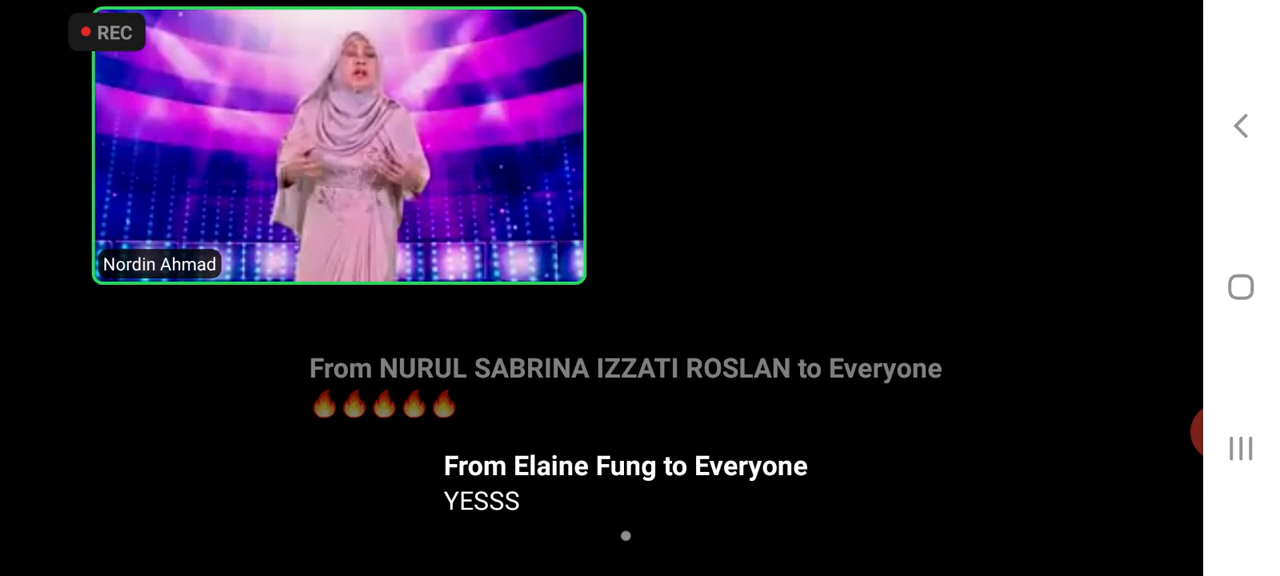 REC
Nordin Ahmad
From NURUL SABRINA IZZATI ROSLAN to Everyone
🔥🔥🔥🔥🔥
From Elaine Fung to Everyone
YESSS